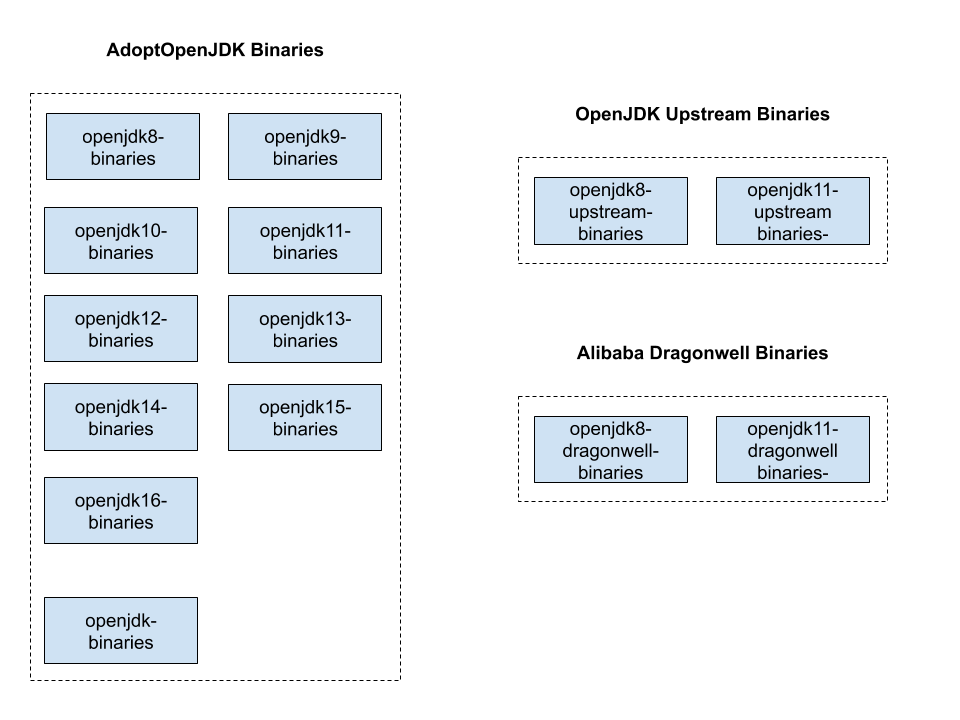 AdoptOpenJDK Binaries
openjdk8-
binaries
openjdk9-
binaries
openjdk10-
binaries
openjdk11-
binaries
openjdk12-
binaries
openjdk13-
binaries
openjdk14-
binaries
openjdk15-
binaries
openjdk16-
binaries
openjdk-
binaries
OpenJDK Upstream Binaries
openjdk8-
upstream-
binaries
openjdk11-
upstream
binaries-
Alibaba Dragonwell Binaries
openjdk8-
dragonwell-
binaries
openjdk11-
dragonwell
binaries-